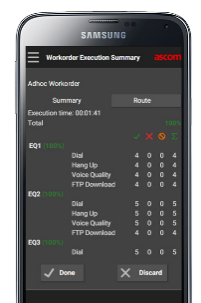 SAMSUNG
Workorder Execution Summary ascom
Adhoc Workorder
Summary Route
Execution time: 00:01:41
Total 100%
EQ1 (100%)
Dial 4 0 0 4
Hang Up 4 0 0 4
Voice Quality 4 0 0 4
FTP Download 4 0 0 4
EQ2 (100%)
Dial 5 0 0 5
Hang Up 5 0 0 5
Voice Quality 5 0 0 5
FTP Download 4 0 0 4
EQ3 (100%)
Dial 5 0 0 5
Done Discard